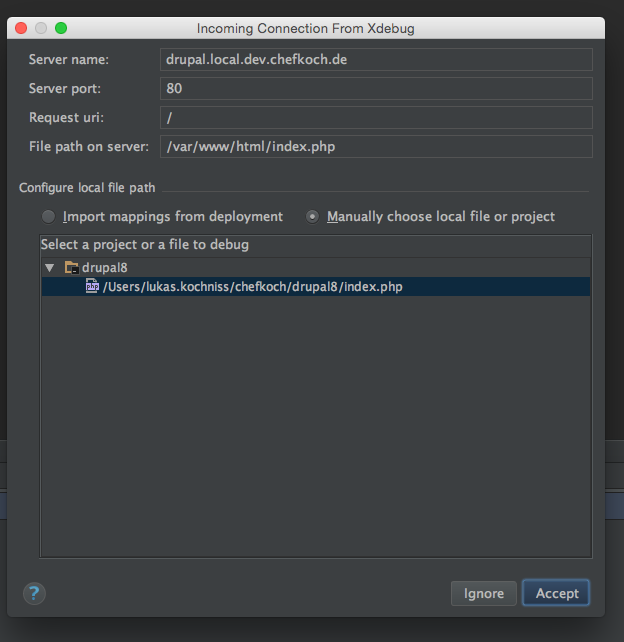 Incoming Connection From Xdebug
Server name: drupal.local.dev.chefkoch.de
Server port: 80
Request uri: /
File path on server: /var/www/html/index.php
Configure local file path
Import mappings from deployment Manually choose local file or project
Select a project or a file to debug
drupal8
php /Users/lukas.kochniss/chefkoch/drupal8/index.php
? Ignore Accept